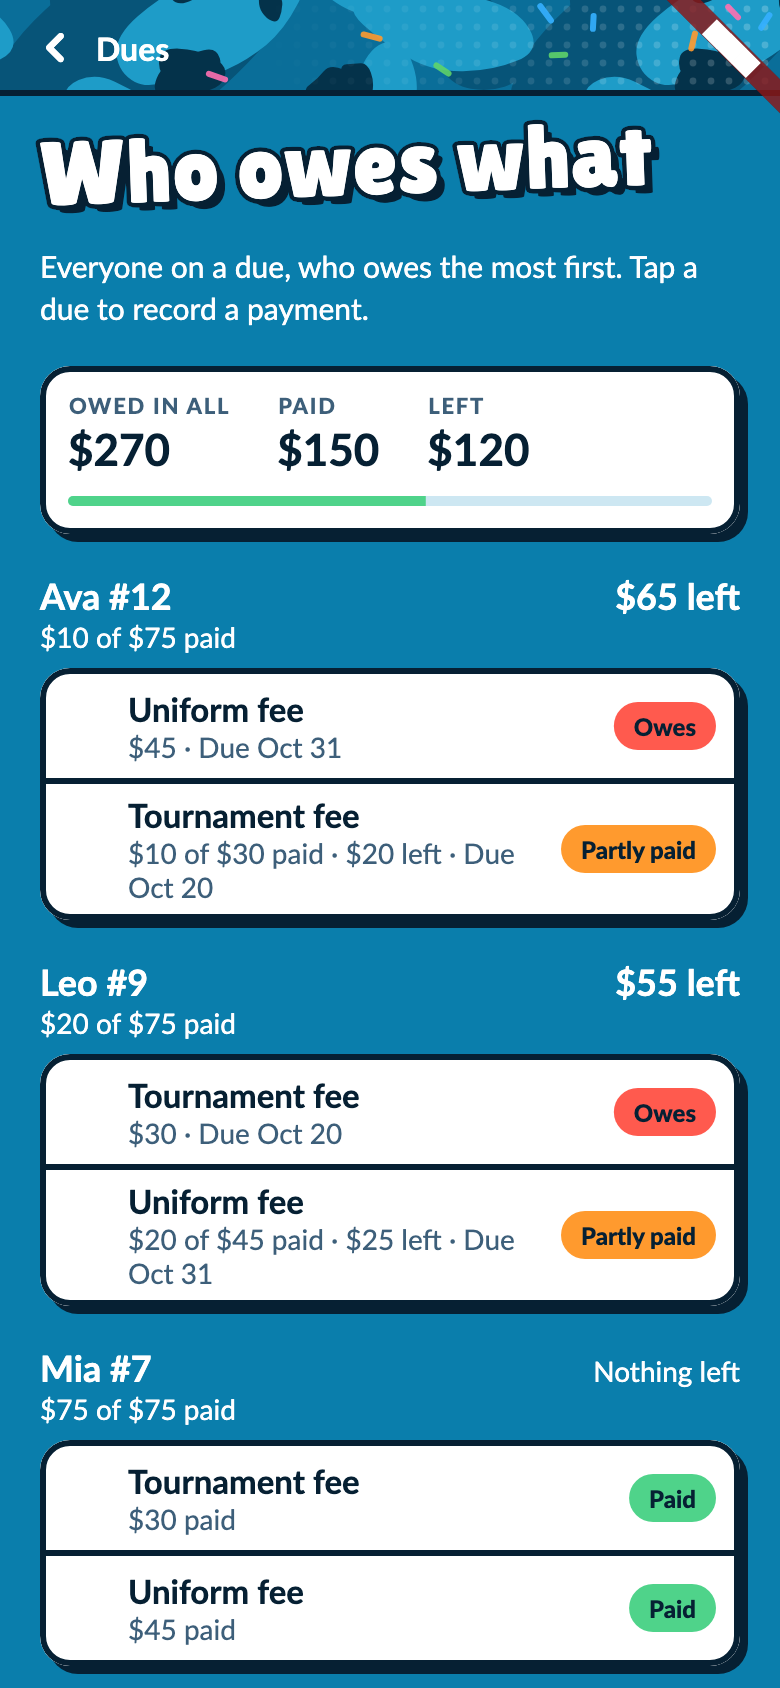 Dues
Who owes what
Everyone on a due, who owes the most first. Tap a
due to record a payment.
OWED IN ALL PAID LEFT
$270 $150 $120
Ava #12 $65 left
$10 of $75 paid
Uniform fee
$45 · Due Oct 31
Owes
Tournament fee
$10 of $30 paid · $20 left · Due
Oct 20
Partly paid
Leo #9 $55 left
$20 of $75 paid
Tournament fee
$30 · Due Oct 20
Owes
Uniform fee
$20 of $45 paid · $25 left · Due
Oct 31
Partly paid
Mia #7 Nothing left
$75 of $75 paid
Tournament fee
$30 paid
Paid
Uniform fee
$45 paid
Paid